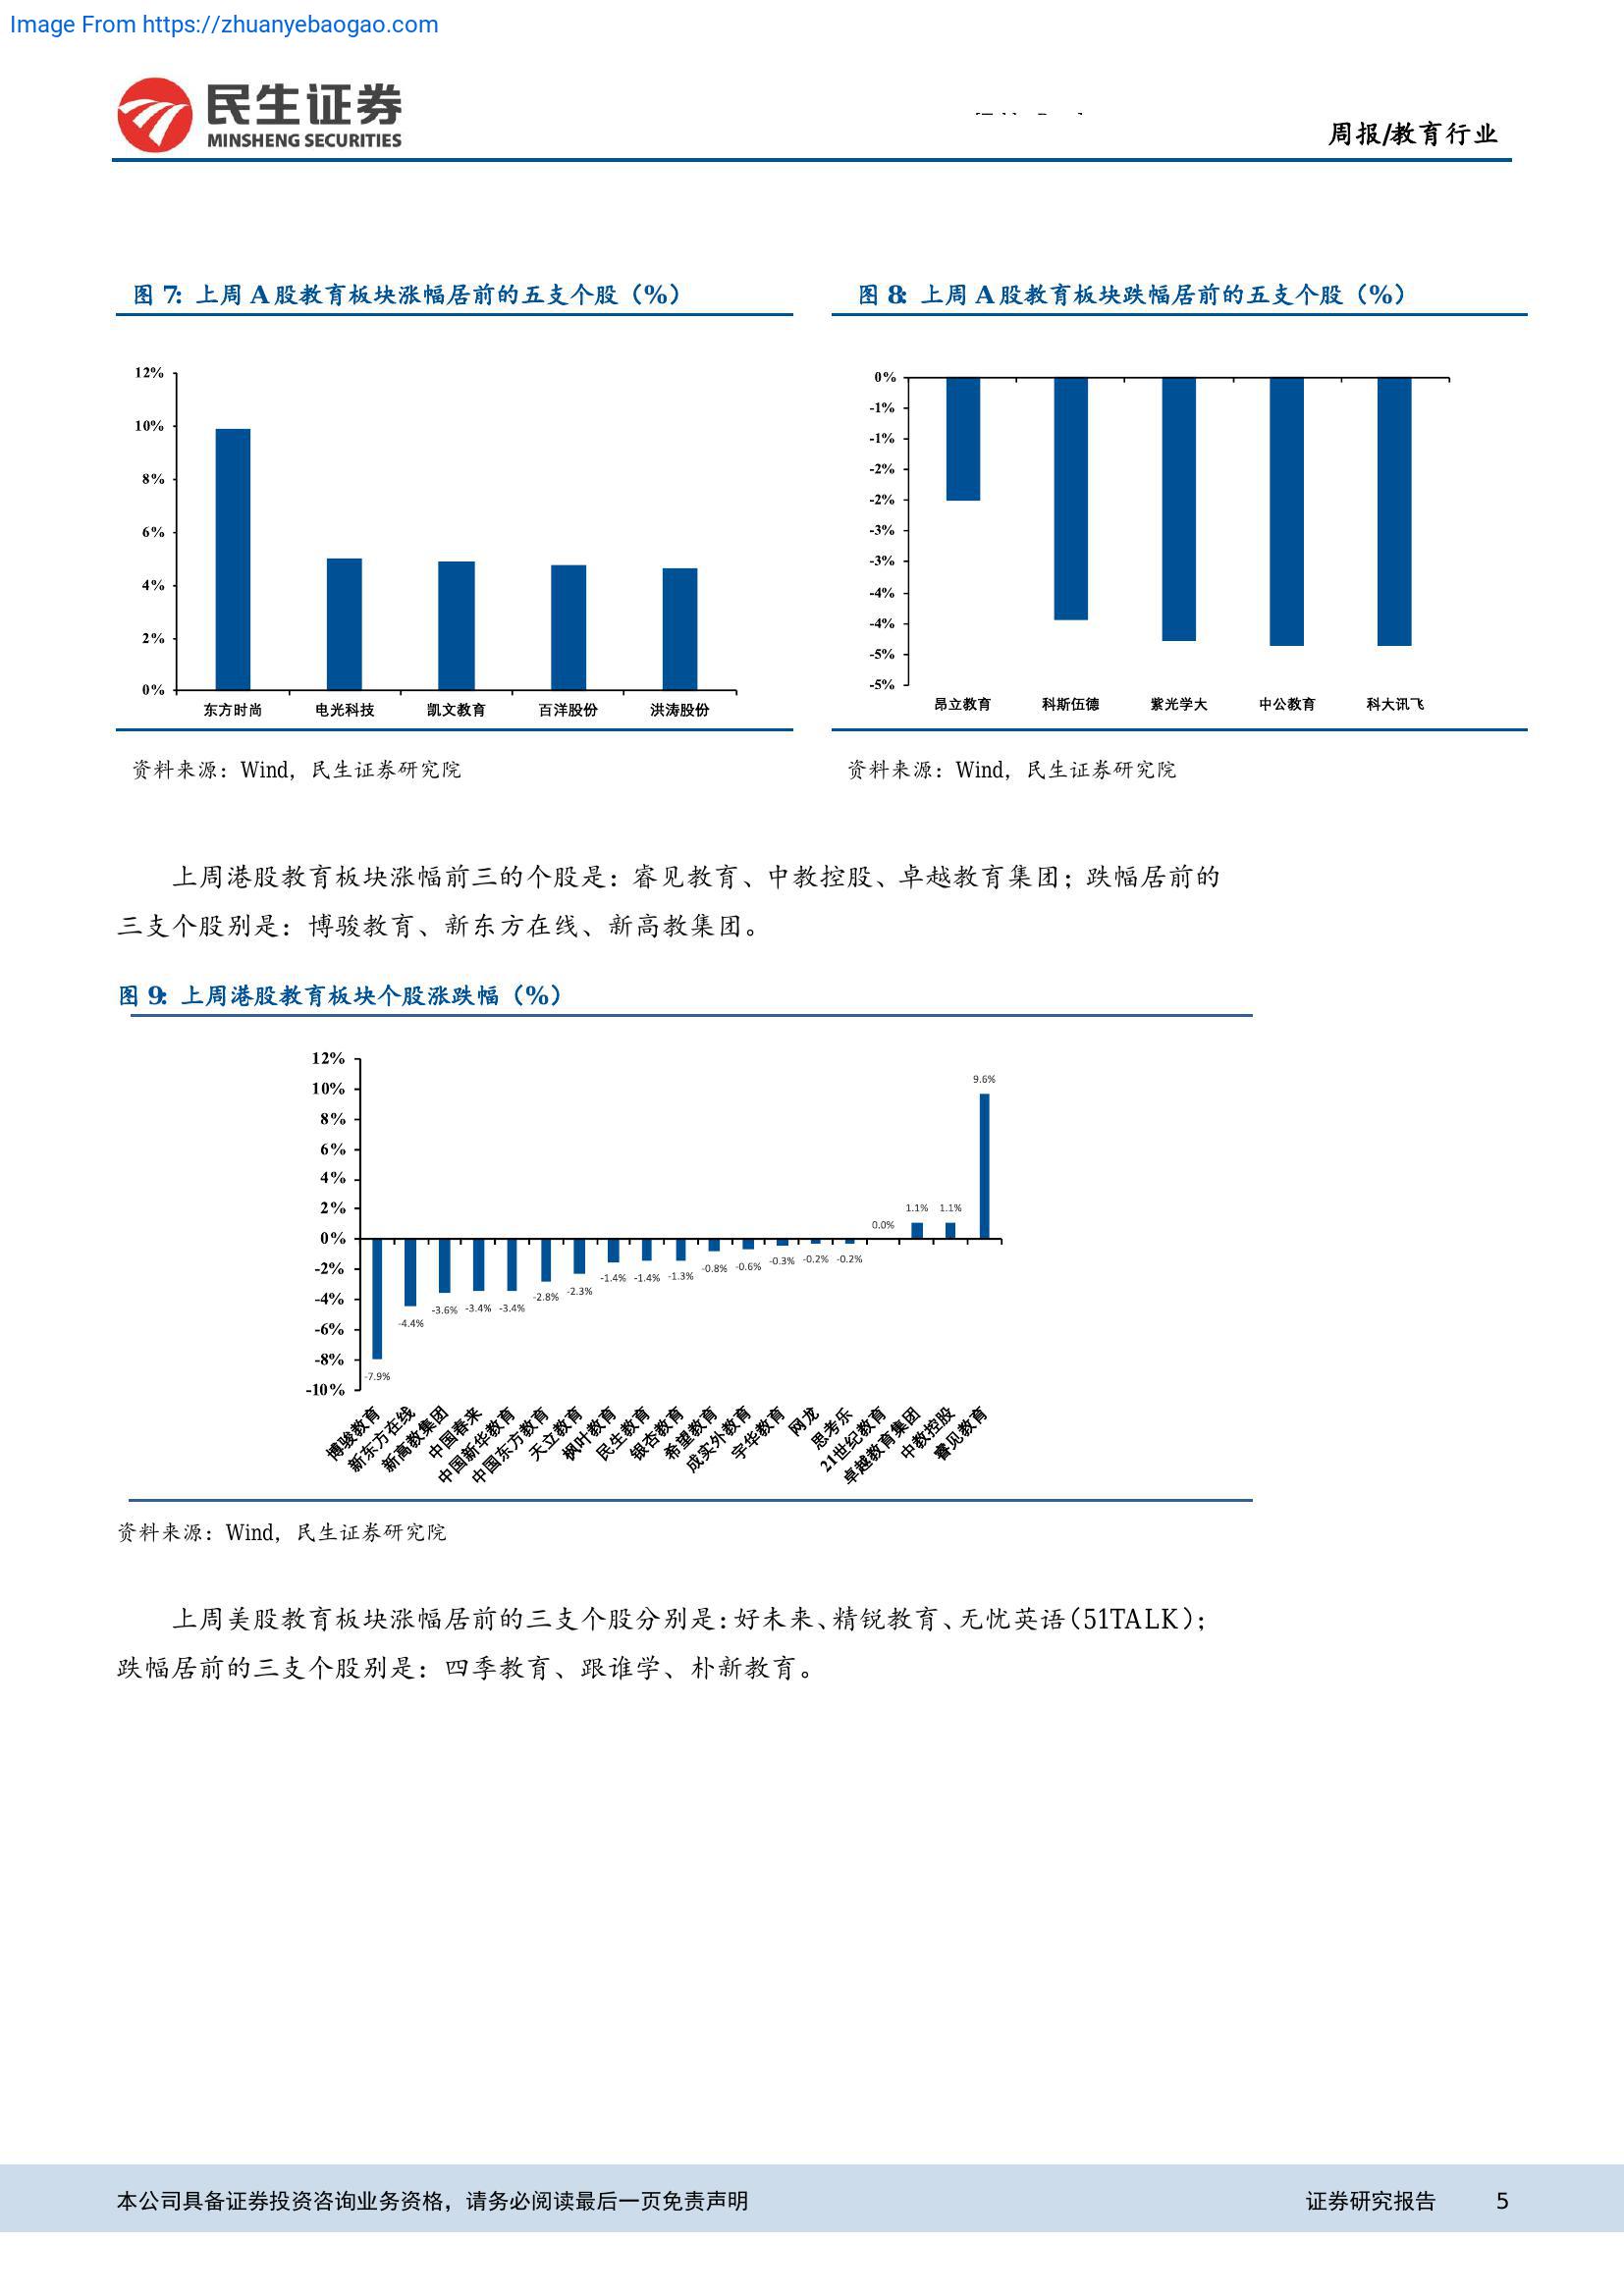 Image From https://zhuanyebaogao.com
民生证券
MINSHENG SECURITIES
周报/教育行业
图 7: 上周 A 股教育板块涨幅居前的五支个股（%）
12%
10%
8%
6%
4%
2%
0%
东方时尚 电光科技 凯文教育 百洋股份 洪涛股份
资料来源：Wind，民生证券研究院
图 8: 上周 A 股教育板块跌幅居前的五支个股（%）
0%
-1%
-1%
-2%
-2%
-3%
-3%
-4%
-4%
-5%
-5%
昂立教育 科斯伍德 紫光学大 中公教育 科大讯飞
资料来源：Wind，民生证券研究院
上周港股教育板块涨幅前三的个股是：睿见教育、中教控股、卓越教育集团；跌幅居前的
三支个股别是：博骏教育、新东方在线、新高教集团。
图 9: 上周港股教育板块个股涨跌幅（%）
12%
10%
8%
6%
4%
2%
0%
-2%
-4%
-6%
-8%
-10%
-7.9% -4.4% -3.6% -3.4% -3.4% -2.8% -2.3% -1.4% -1.4% -1.3% -0.8% -0.6% -0.3% -0.2% -0.2% 0.0% 1.1% 1.1% 9.6%
博骏教育 新东方在线 新高教集团 中国春来 中国新华教育 中国东方教育 天立教育 枫叶教育 民生教育 银杏教育 希望教育 成实外教育 宇华教育 网龙 思考乐 21世纪教育 卓越教育集团 中教控股 睿见教育
资料来源：Wind，民生证券研究院
上周美股教育板块涨幅居前的三支个股分别是：好未来、精锐教育、无忧英语（51TALK）；
跌幅居前的三支个股别是：四季教育、跟谁学、朴新教育。
本公司具备证券投资咨询业务资格，请务必阅读最后一页免责声明
证券研究报告 5